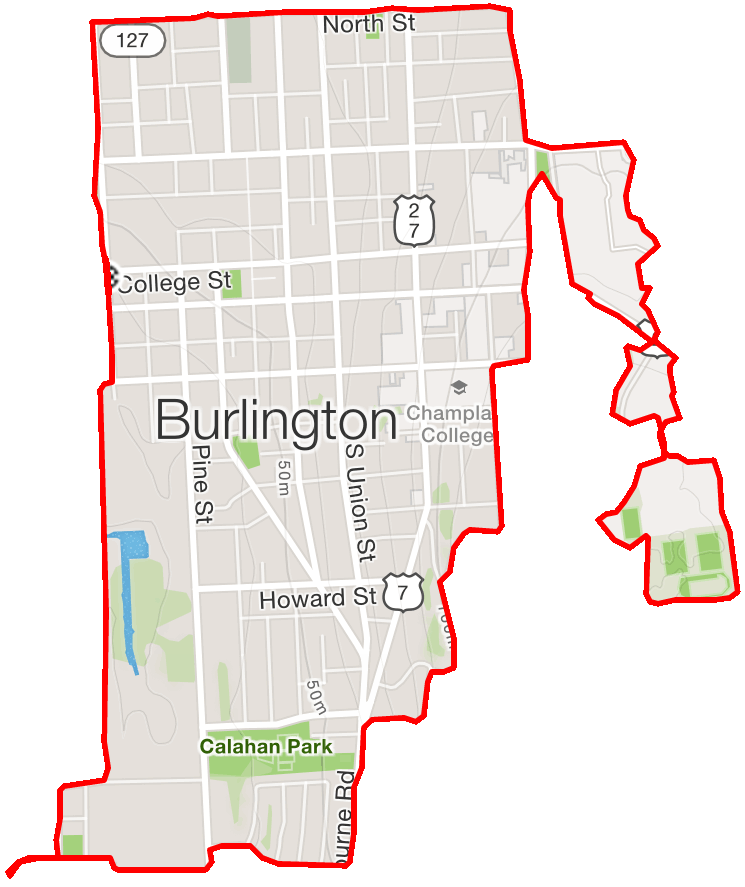 North St
127
2
7
College St
Burlington
Champla
College
Pine St
50m
S Union St
Howard St
7
50m
Calahan Park
ourne Rd